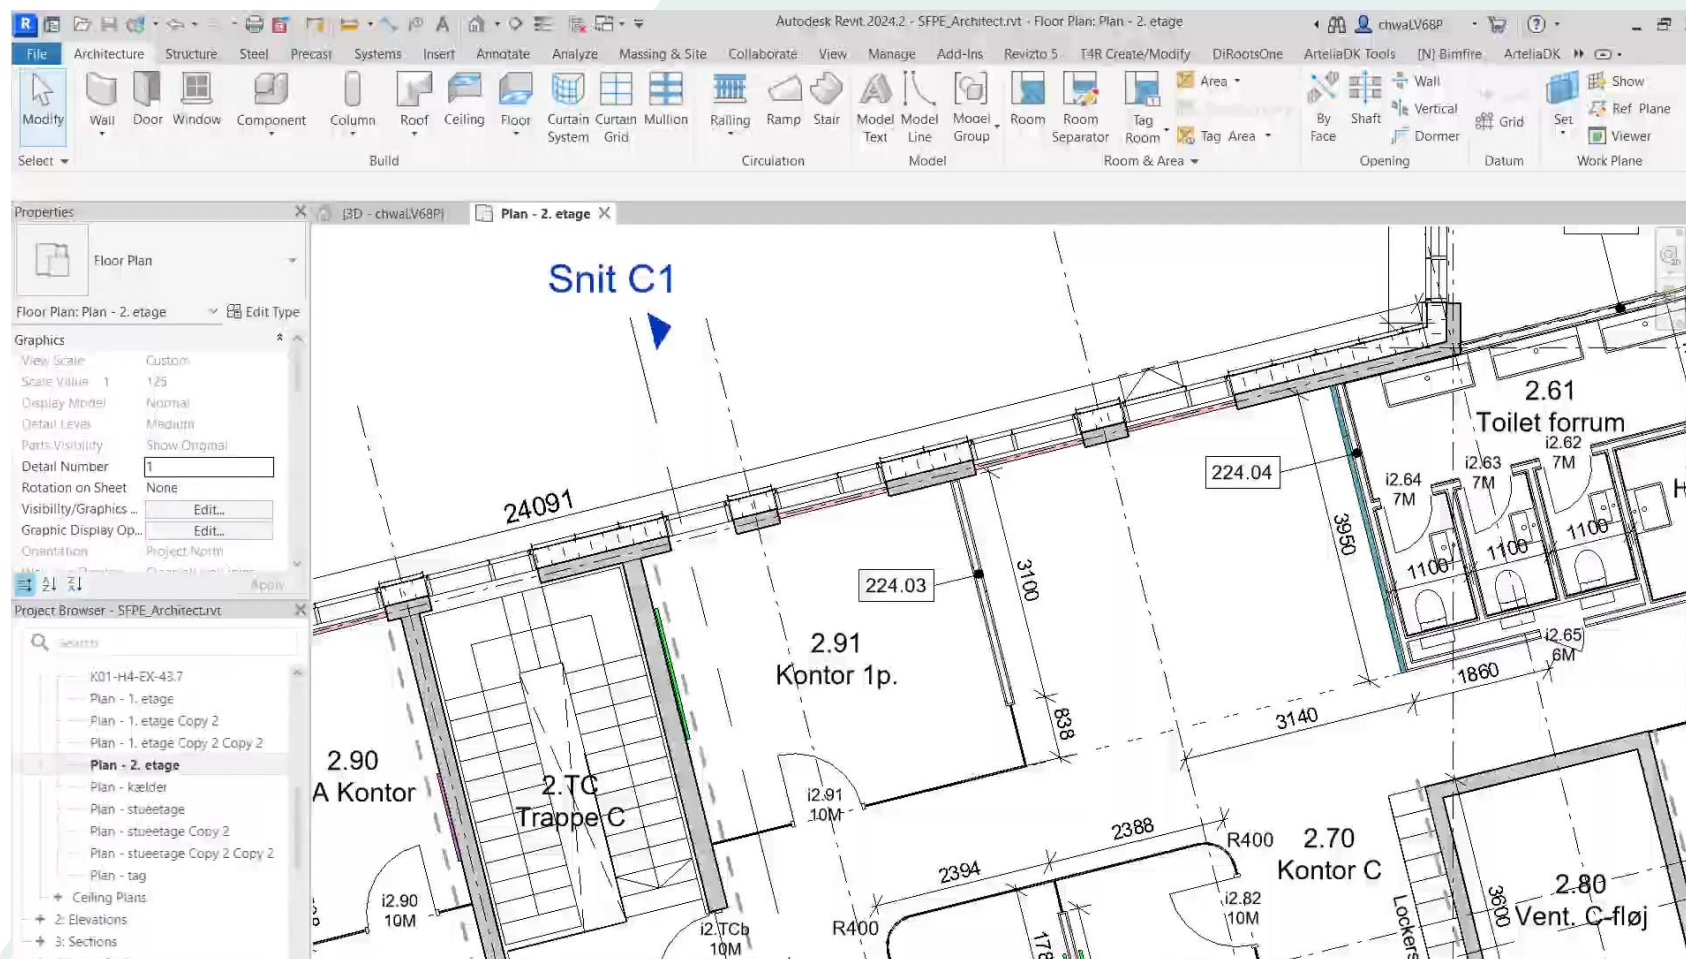 Autodesk Revit 2024.2 - SFPE_Architect.rvt - Floor Plan: Plan - 2. etage
chwaLV68P
File Architecture Structure Steel Precast Systems Insert Annotate Analyze Massing & Site Collaborate View Manage Add-Ins Revizto 5 T4R Create/Modify DiRootsOne ArteliaDK Tools [N] Bimfire ArteliaDK
Modify
Wall
Door
Window
Component
Column
Roof
Ceiling
Floor
Curtain System
Curtain Grid
Mullion
Railing
Ramp
Stair
Model Text
Model Line
Model Group
Room
Room Separator
Tag Room
Area
Tag Area
By Face
Shaft
Wall
Vertical
Dormer
Grid
Set
Show
Ref Plane
Viewer
Select
Build
Circulation
Model
Room & Area
Opening
Datum
Work Plane
Properties
{3D - chwaLV68P}
Plan - 2. etage
Floor Plan
Floor Plan: Plan - 2. etage
Edit Type
Graphics
View Scale Custom
Scale Value 1 125
Display Model Normal
Detail Level Medium
Parts Visibility Show Original
Detail Number 1
Rotation on Sheet None
Visibility/Graphics ... Edit...
Graphic Display Op... Edit...
Orientation Project North
Apply
Project Browser - SFPE_Architect.rvt
Search
K01-H4-EX-43.7
Plan - 1. etage
Plan - 1. etage Copy 2
Plan - 1. etage Copy 2 Copy 2
Plan - 2. etage
Plan - kælder
Plan - stueetage
Plan - stueetage Copy 2
Plan - stueetage Copy 2 Copy 2
Plan - tag
Ceiling Plans
2: Elevations
3: Sections
Snit C1
24091
224.04
224.03
2.61
Toilet forrum
i2.62
7M
i2.63
7M
i2.64
7M
H
3950
1100
1100
1100
3100
i2.65
6M
1860
2.91
Kontor 1p.
838
3140
2.90
A Kontor
2.TC
Trappe C
i2.91
10M
2388
R400
2.70
Kontor C
2394
2.80
Vent. C-fløj
3600
Lockers
i2.90
10M
i2.TCb
10M
R400
i2.82
10M
178